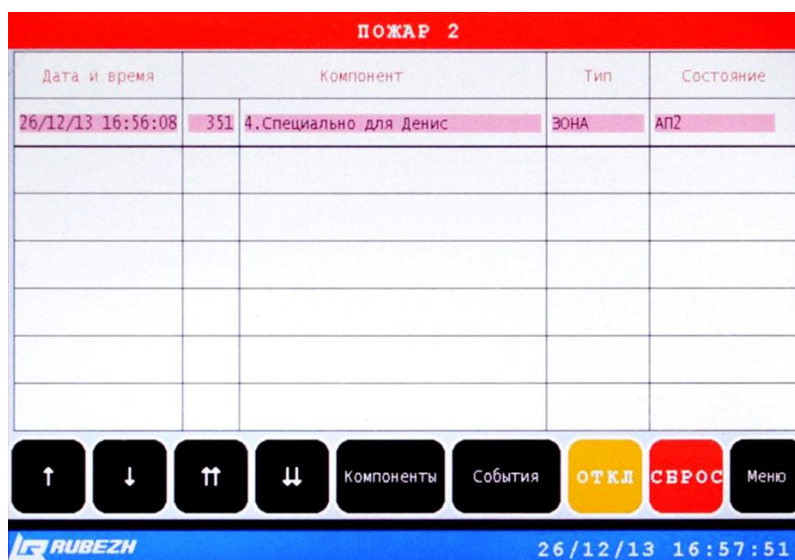 ПОЖАР 2
Дата и время Компонент Тип Состояние
26/12/13 16:56:08 351 4.Специально для Денис ЗОНА АП2
↑ ↓ ⇈ ⇊ Компоненты События ОТКЛ СБРОС Меню
RUBEZH 26/12/13 16:57:51